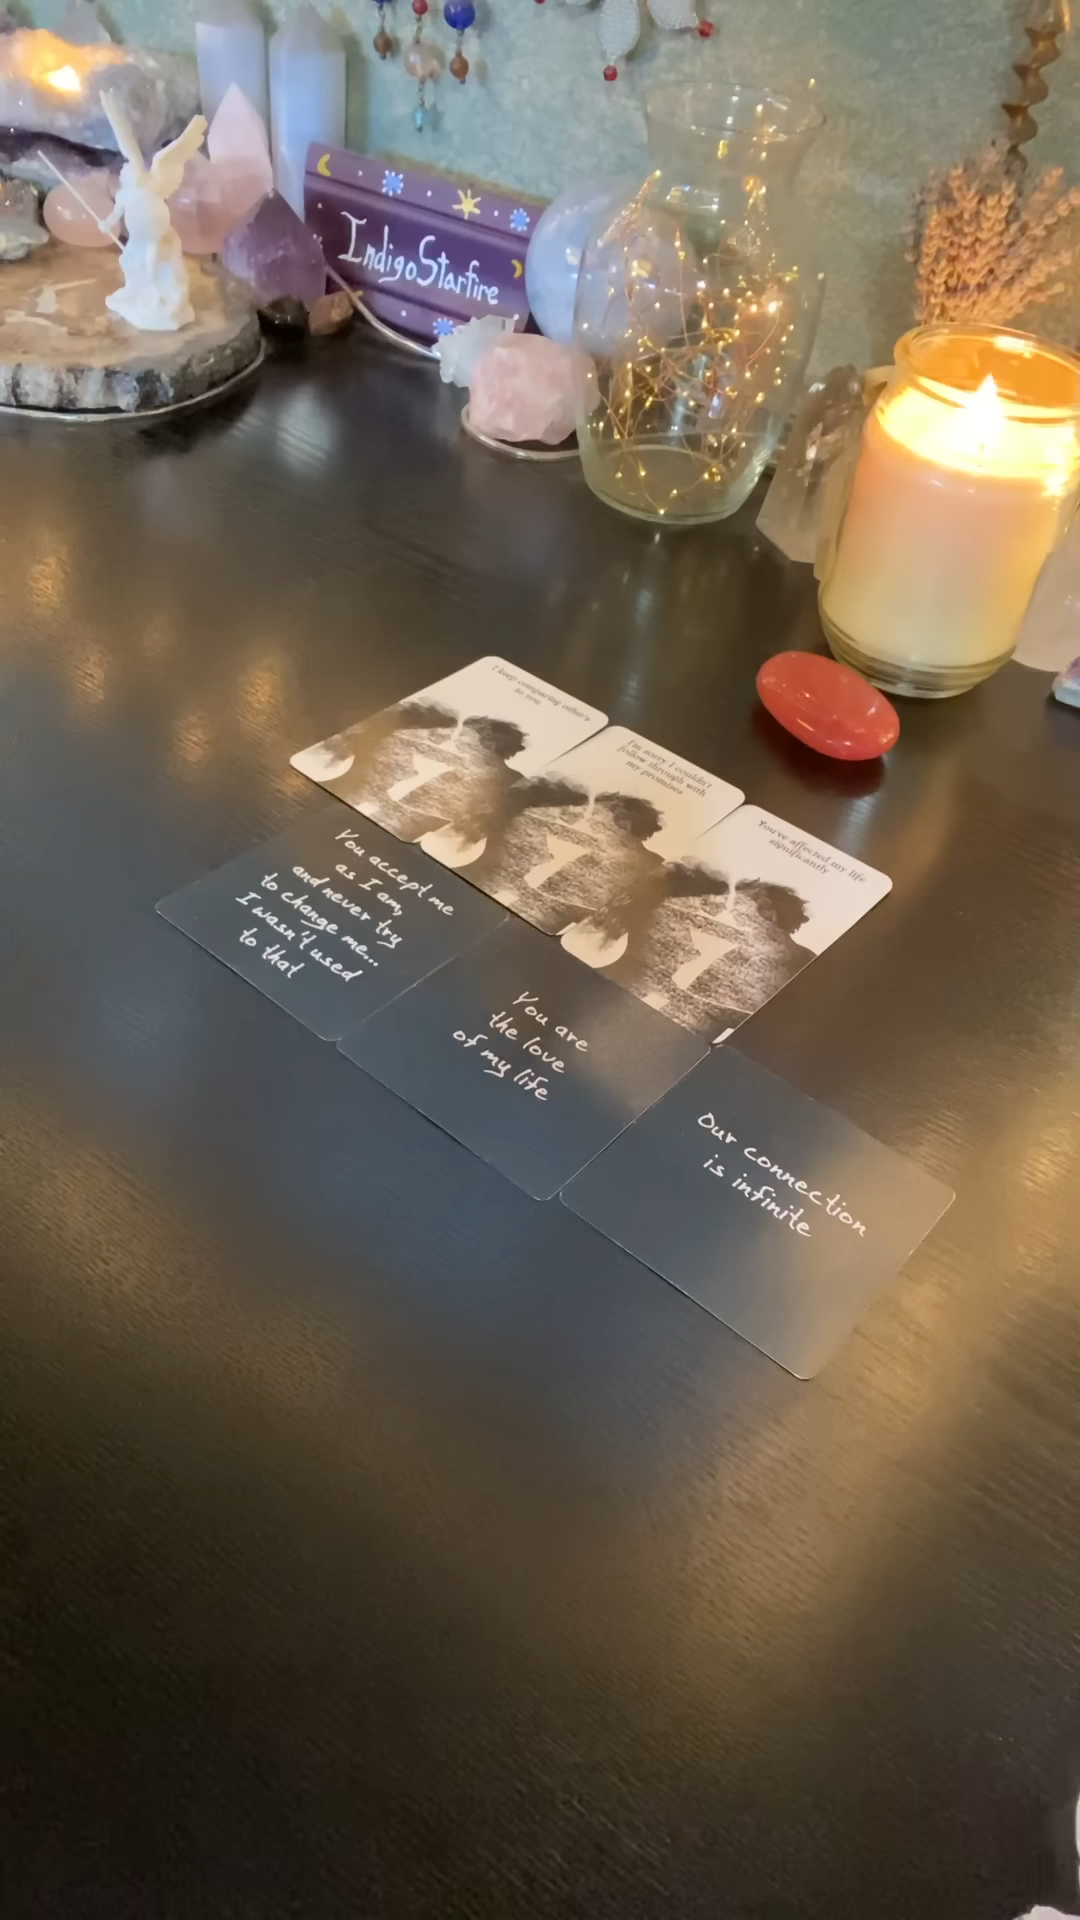 IndigoStarfire
I keep comparing other's
to you
I'm sorry I couldn't
follow through with
my promises
You've affected my life
significantly
You accept me
as I am,
and never try
to change me...
I wasn't used
to that
You are
the love
of my life
Our connection
is infinite